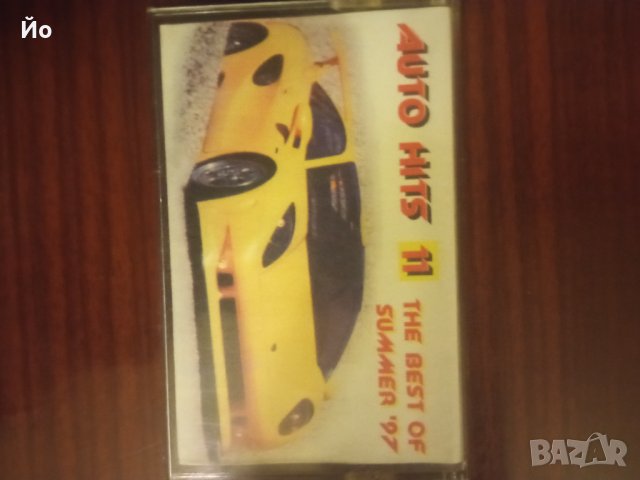 Йо
AUTO HITS 11
THE BEST OF
SUMMER '97
BAZAR